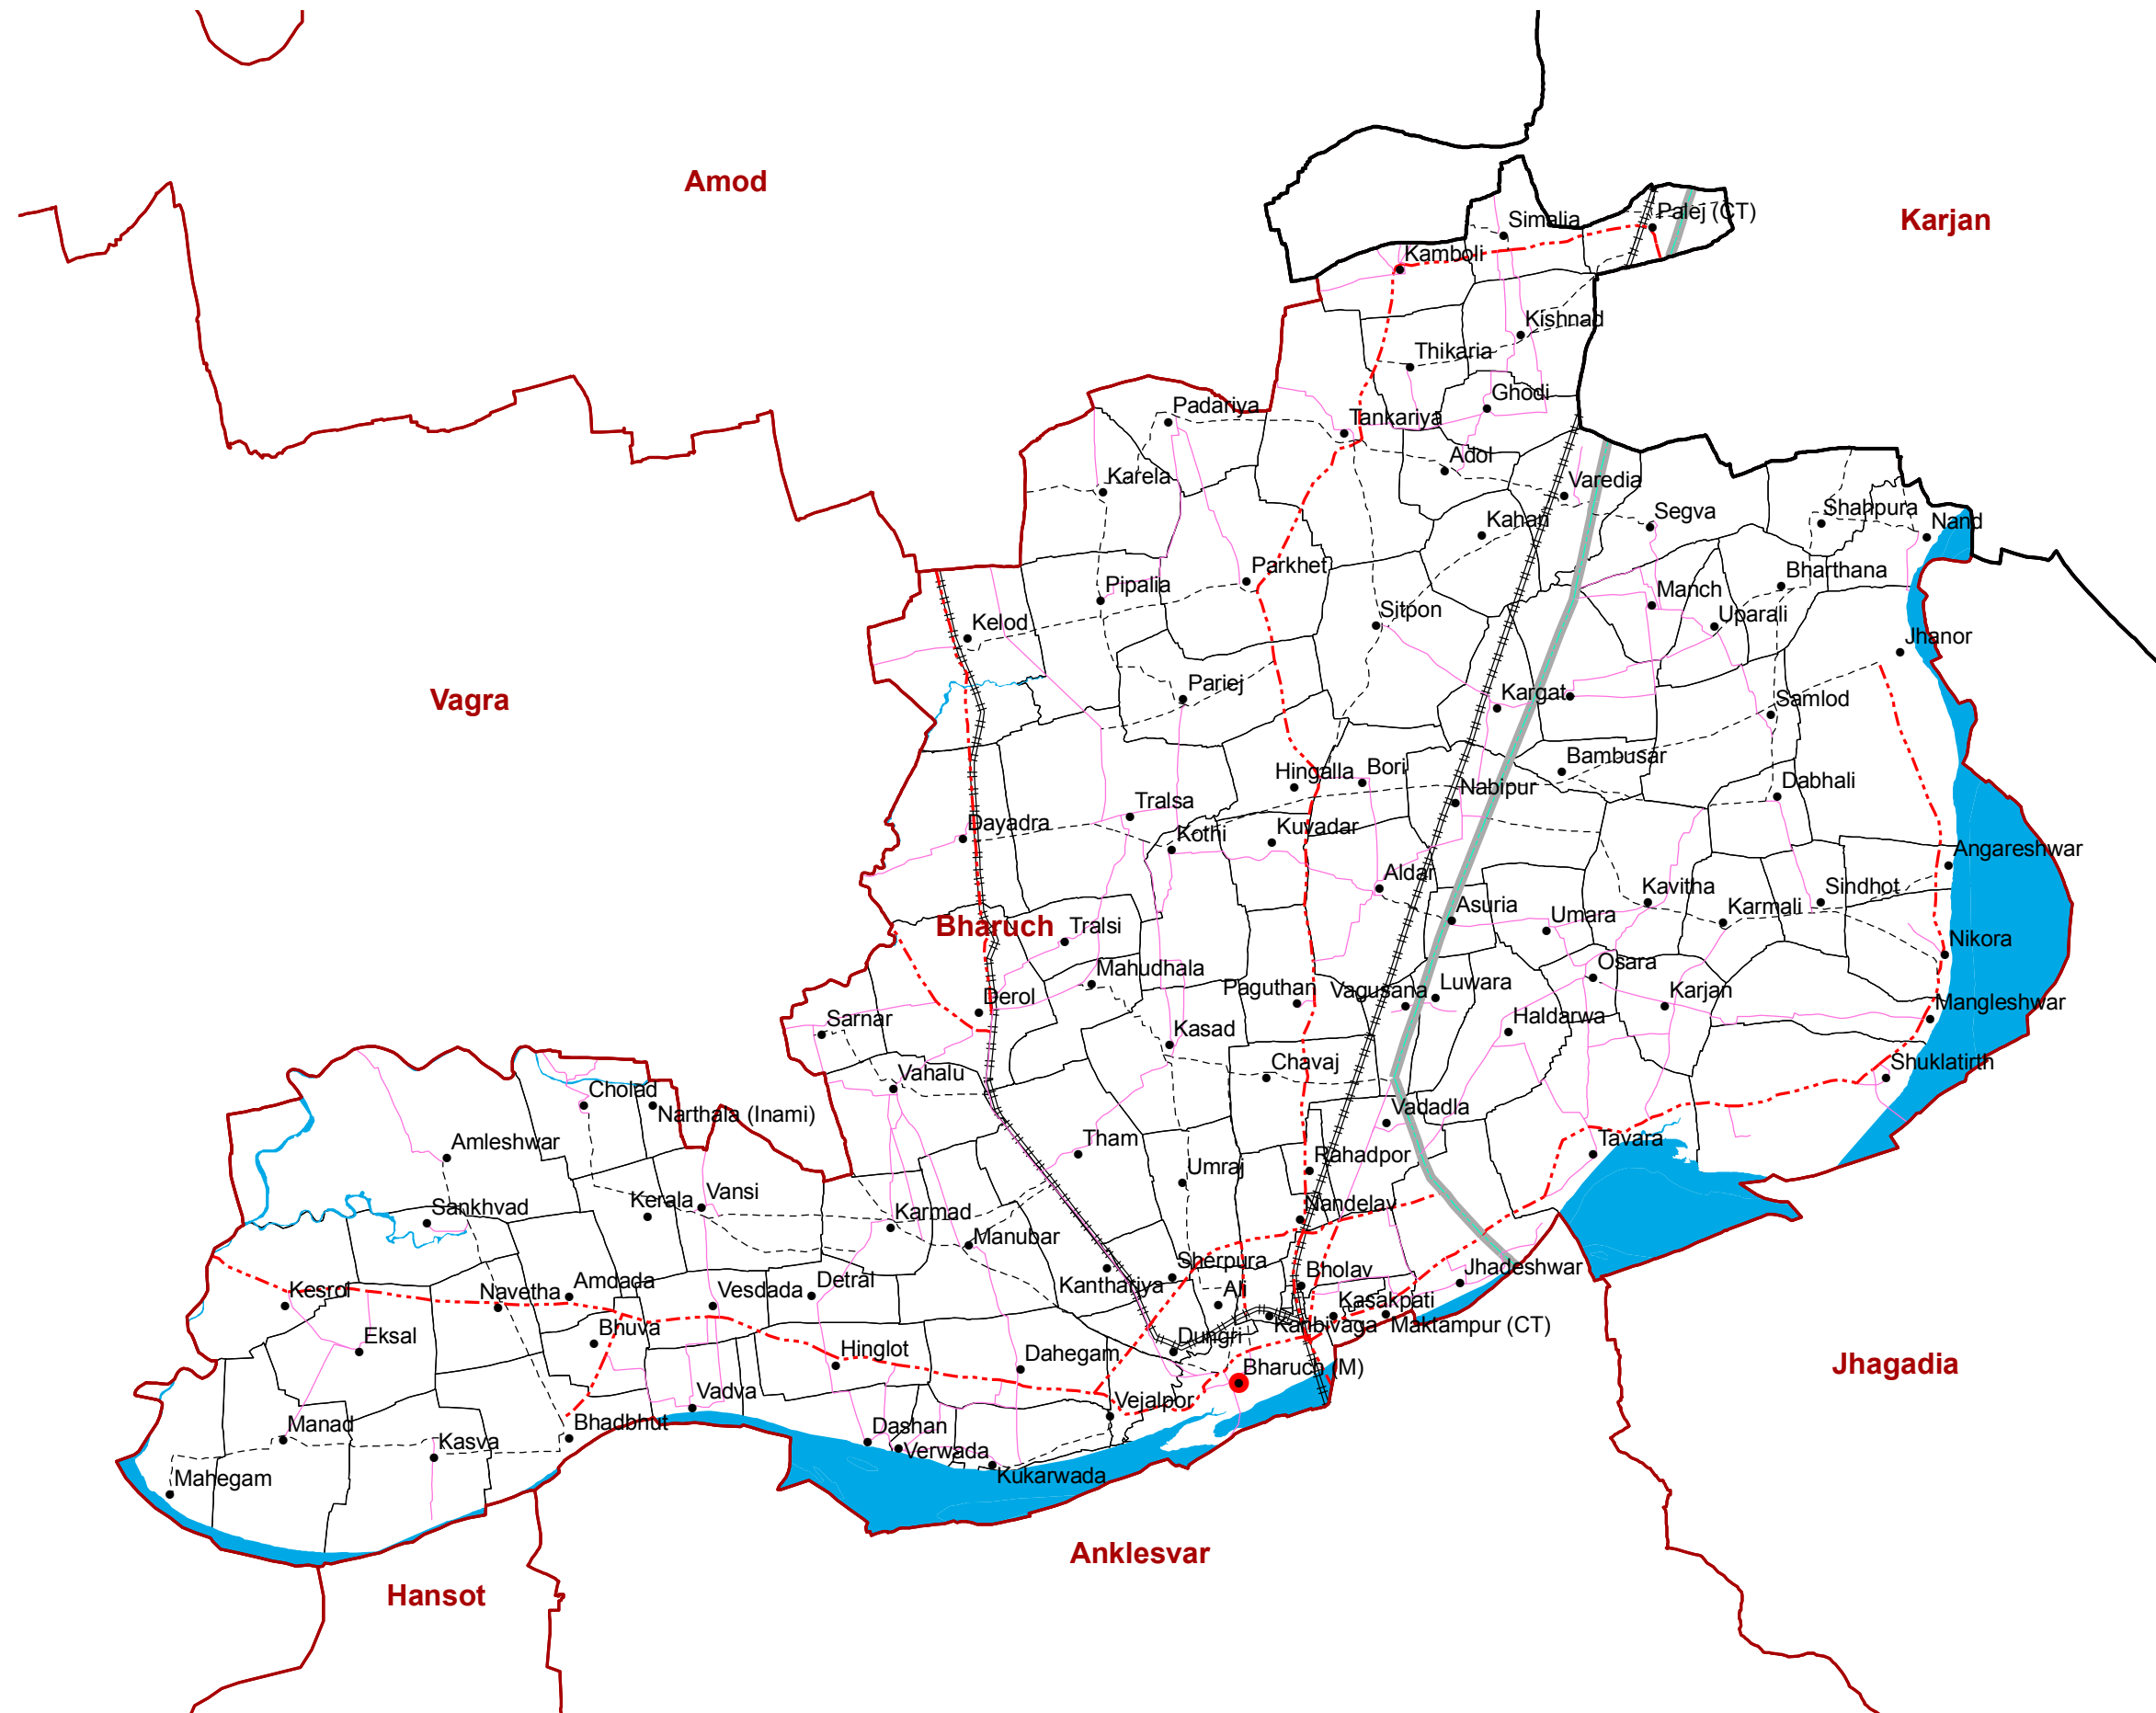 Amod
Karjan
Palej (CT)
Simalia
Kamboli
Kishnad
Thikaria
Ghodi
Padariya
Tankariya
Adol
Karela
Varedia
Segva
Shahpura
Nand
Kahan
Parkhet
Pipalia
Bharthana
Manch
Uparali
Sitpon
Kelod
Jhanor
Pariej
Kargat
Samlod
Vagra
Bambusar
Hingalla
Bori
Nabipur
Dabhali
Tralsa
Dayadra
Kothi
Kuvadar
Angareshwar
Aldar
Kavitha
Sindhot
Asuria
Umara
Karmali
Bharuch
Tralsi
Nikora
Mahudhala
Osara
Paguthan
Vagusana
Luwara
Karjan
Derol
Mangleshwar
Sarnar
Kasad
Haldarwa
Chavaj
Shuklatirth
Vahalu
Cholad
Narthala (Inami)
Vadadla
Amleshwar
Tham
Tavara
Umraj
Rahadpor
Vansi
Kerala
Sankhvad
Nandelav
Karmad
Manubar
Sherpura
Kanthariya
Bholav
Jhadeshwar
Kesrol
Navetha
Amdada
Vesdada
Detral
Ali
Kasakpati
Kanbivaga
Maktampur (CT)
Bhuva
Eksal
Dungri
Hinglot
Dahegam
Bharuch (M)
Jhagadia
Vadva
Vejalpor
Manad
Bhadbhut
Dashan
Kasva
Verwada
Mahegam
Kukarwada
Anklesvar
Hansot